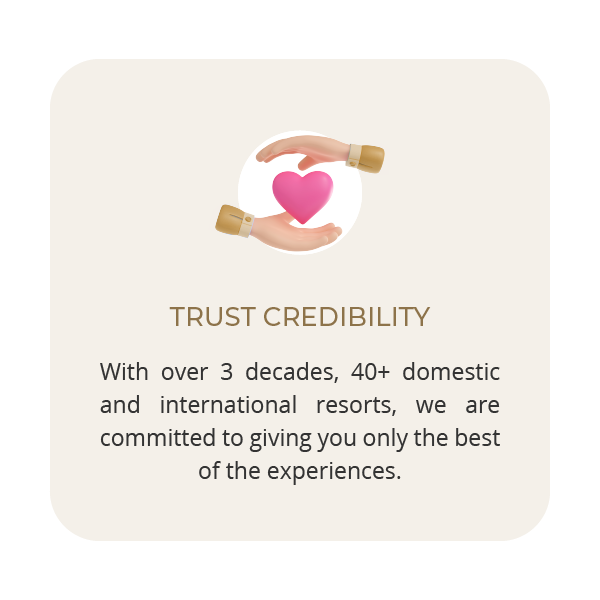 TRUST CREDIBILITY
With over 3 decades, 40+ domestic
and international resorts, we are
committed to giving you only the best
of the experiences.